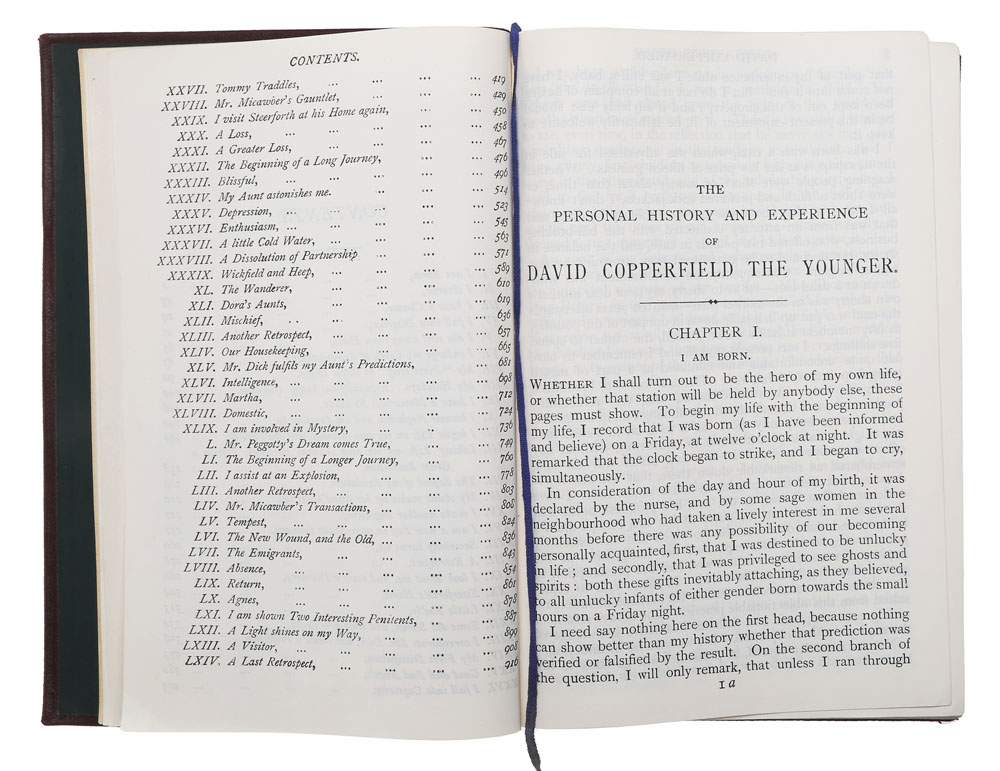 CONTENTS.
XXVII. Tommy Traddles, ... ... ... 419
XXVIII. Mr. Micawber's Gauntlet, ... ... ... 429
XXIX. I visit Steerforth at his Home again, ... ... 450
XXX. A Loss, ... ... ... ... ... 458
XXXI. A Greater Loss, ... ... ... ... 467
XXXII. The Beginning of a Long Journey, ... ... 476
XXXIII. Blissful, ... ... ... ... 496
XXXIV. My Aunt astonishes me. ... ... ... 514
XXXV. Depression, ... ... ... ... 523
XXXVI. Enthusiasm, ... ... ... ... 545
XXXVII. A little Cold Water, ... ... ... ... 563
XXXVIII. A Dissolution of Partnership ... ... ... 571
XXXIX. Wickfield and Heep, ... ... ... ... 589
XL. The Wanderer, ... ... ... ... 610
XLI. Dora's Aunts, ... ... ... ... 619
XLII. Mischief, ... ... ... ... 636
XLIII. Another Retrospect, ... ... ... ... 657
XLIV. Our Housekeeping, ... ... ... ... 665
XLV. Mr. Dick fulfils my Aunt's Predictions, ... ... 681
XLVI. Intelligence, ... ... ... ... ... 698
XLVII. Martha, ... ... ... ... 712
XLVIII. Domestic, ... ... ... ... ... 724
XLIX. I am involved in Mystery, ... ... ... 736
L. Mr. Peggotty's Dream comes True, ... ... 749
LI. The Beginning of a Longer Journey, ... ... 760
LII. I assist at an Explosion, ... ... ... 778
LIII. Another Retrospect, ... ... ... ... 803
LIV. Mr. Micawber's Transactions, ... ... ... 808
LV. Tempest, ... ... ... ... ... 824
LVI. The New Wound, and the Old, ... ... ... 836
LVII. The Emigrants, ... ... ... ... 843
LVIII. Absence, ... ... ... ... ... 854
LIX. Return, ... ... ... ... ... 861
LX. Agnes, ... ... ... ... ... 878
LXI. I am shown Two Interesting Penitents, ... ... 887
LXII. A Light shines on my Way, ... ... ... 899
LXIII. A Visitor, ... ... ... ... ... 908
LXIV. A Last Retrospect, ... ... ... ... 916
THE
PERSONAL HISTORY AND EXPERIENCE
OF
DAVID COPPERFIELD THE YOUNGER.
CHAPTER I.
I AM BORN.
WHETHER I shall turn out to be the hero of my own life,
or whether that station will be held by anybody else, these
pages must show. To begin my life with the beginning of
my life, I record that I was born (as I have been informed
and believe) on a Friday, at twelve o'clock at night. It was
remarked that the clock began to strike, and I began to cry,
simultaneously.
In consideration of the day and hour of my birth, it was
declared by the nurse, and by some sage women in the
neighbourhood who had taken a lively interest in me several
months before there was any possibility of our becoming
personally acquainted, first, that I was destined to be unlucky
in life; and secondly, that I was privileged to see ghosts and
spirits: both these gifts inevitably attaching, as they believed,
to all unlucky infants of either gender born towards the small
hours on a Friday night.
I need say nothing here on the first head, because nothing
can show better than my history whether that prediction was
verified or falsified by the result. On the second branch of
the question, I will only remark, that unless I ran through
1 a